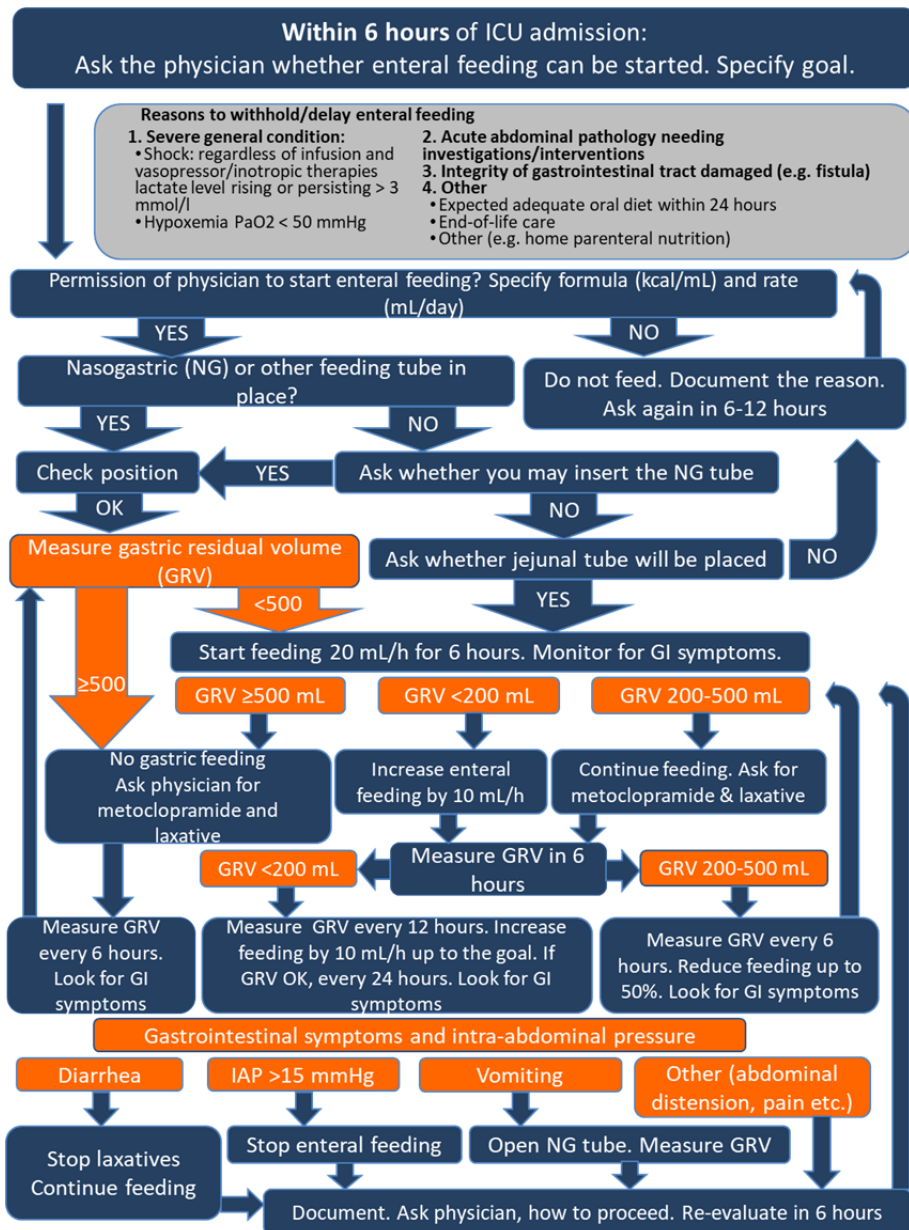 Within 6 hours of ICU admission:
Ask the physician whether enteral feeding can be started. Specify goal.
Reasons to withhold/delay enteral feeding
1. Severe general condition:
•Shock: regardless of infusion and
vasopressor/inotropic therapies
lactate level rising or persisting > 3
mmol/l
•Hypoxemia PaO2 < 50 mmHg
2. Acute abdominal pathology needing
investigations/interventions
3. Integrity of gastrointestinal tract damaged (e.g. fistula)
4. Other
•Expected adequate oral diet within 24 hours
•End-of-life care
•Other (e.g. home parenteral nutrition)
Permission of physician to start enteral feeding? Specify formula (kcal/mL) and rate
(mL/day)
YES
NO
Nasogastric (NG) or other feeding tube in
place?
Do not feed. Document the reason.
Ask again in 6-12 hours
YES
NO
Check position
YES
Ask whether you may insert the NG tube
OK
NO
Measure gastric residual volume
(GRV)
Ask whether jejunal tube will be placed
NO
<500
YES
≥500
Start feeding 20 mL/h for 6 hours. Monitor for GI symptoms.
GRV ≥500 mL
GRV <200 mL
GRV 200-500 mL
No gastric feeding
Ask physician for
metoclopramide and
laxative
Increase enteral
feeding by 10 mL/h
Continue feeding. Ask for
metoclopramide & laxative
Measure GRV in 6
hours
GRV <200 mL
GRV 200-500 mL
Measure GRV
every 6 hours.
Look for GI
symptoms
Measure GRV every 12 hours. Increase
feeding by 10 mL/h up to the goal. If
GRV OK, every 24 hours. Look for GI
symptoms
Measure GRV every 6
hours. Reduce feeding up to
50%. Look for GI symptoms
Gastrointestinal symptoms and intra-abdominal pressure
Diarrhea
IAP >15 mmHg
Vomiting
Other (abdominal
distension, pain etc.)
Stop laxatives
Continue feeding
Stop enteral feeding
Open NG tube. Measure GRV
Document. Ask physician, how to proceed. Re-evaluate in 6 hours